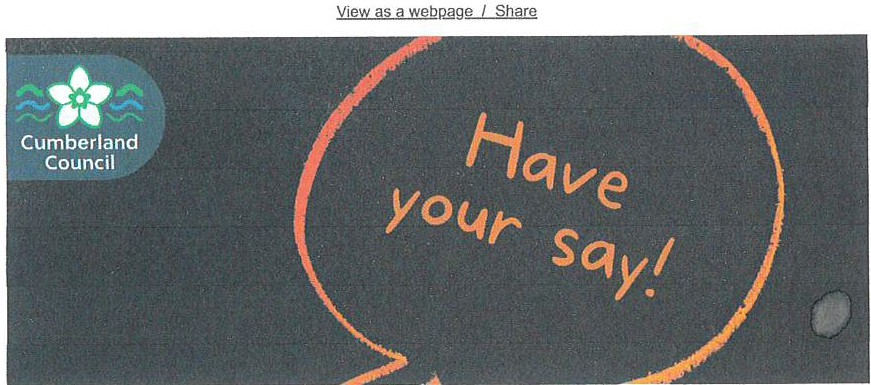 View as a webpage / Share
Cumberland
Council
Have
your say!